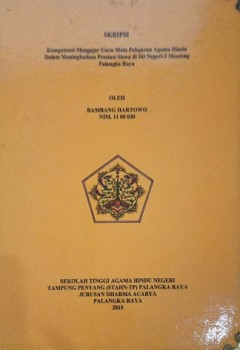 SKRIPSI
Kompetensi Mengajar Guru Mata Pelajaran Agama Hindu
Dalam Meningkatkan Prestasi Siswa di SD Negeri-1 Menteng
Palangka Raya
OLEH
BAMBANG HARTOWO
NIM. 11 00 030
SEKOLAH TINGGI AGAMA HINDU NEGERI
TAMPUNG PENYANG (STAHN-TP) PALANGKA RAYA
JURUSAN DHARMA ACARYA
PALANGKA RAYA
2015